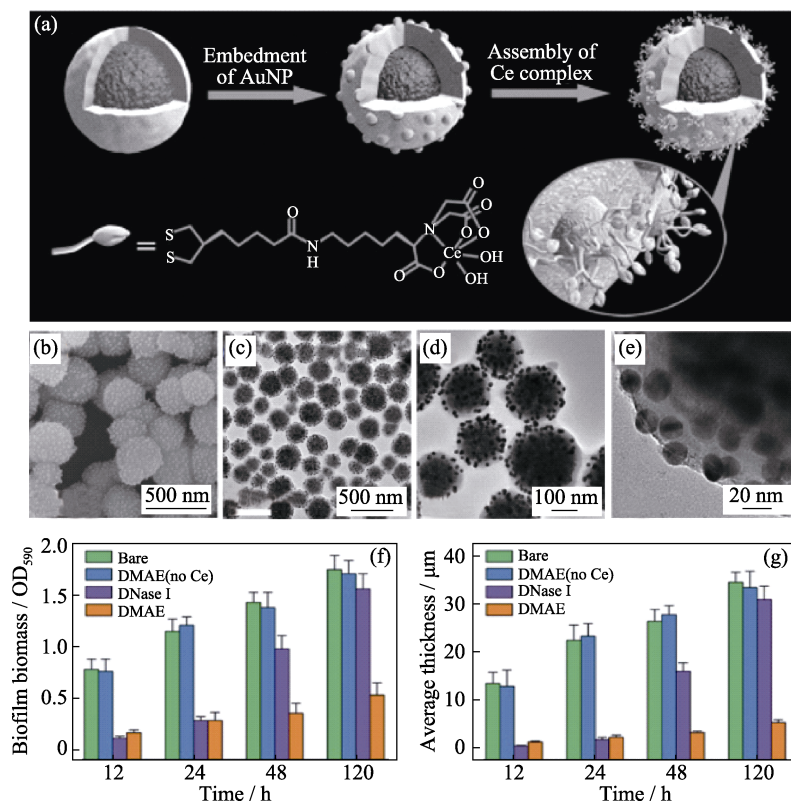 (a)
Embedment
of AuNP
Assembly of
Ce complex
S
S
O
N
H
N
O
O
O
O
Ce
OH
OH
O
O
(b)
500 nm
(c)
500 nm
(d)
100 nm
(e)
20 nm
(f)
Bare
DMAE(no Ce)
DNase I
DMAE
Biofilm biomass / OD590
2.0
1.5
1.0
0.5
0
12 24 48 120
Time / h
(g)
Bare
DMAE(no Ce)
DNase I
DMAE
Average thickness / μm
40
30
20
10
0
12 24 48 120
Time / h